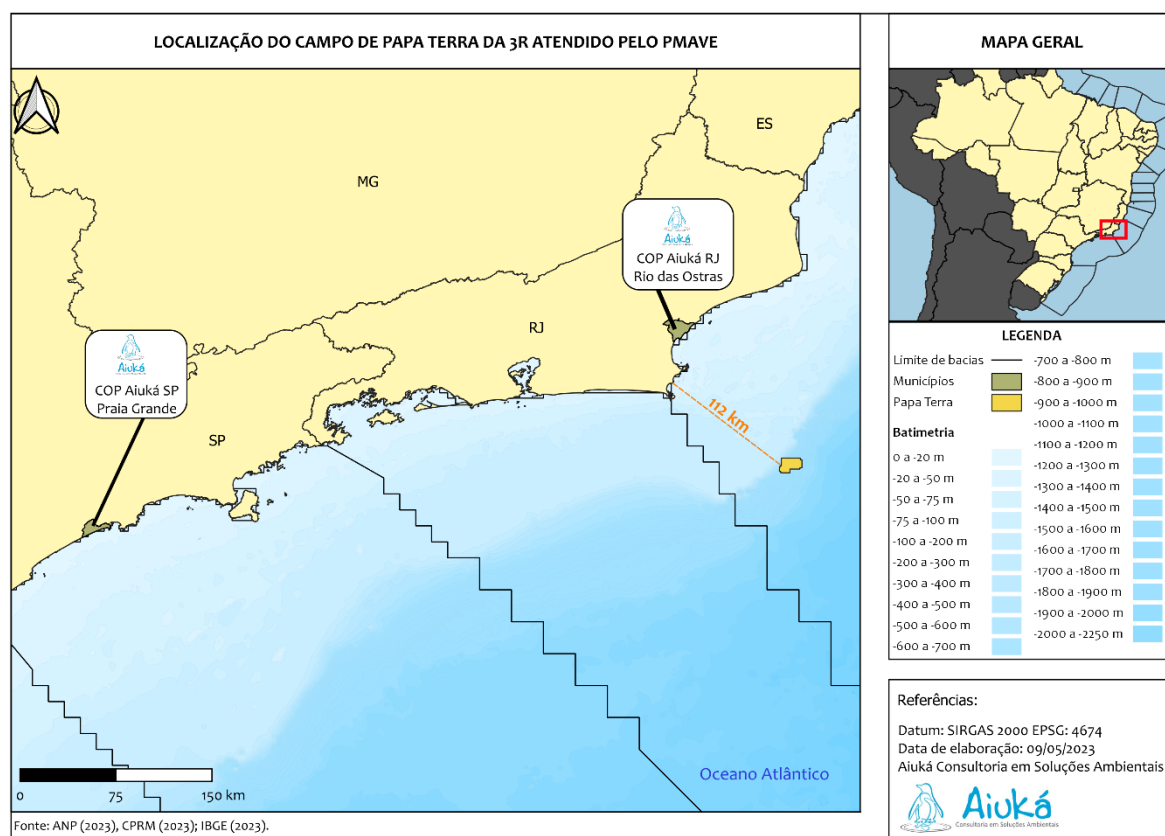 LOCALIZAÇÃO DO CAMPO DE PAPA TERRA DA 3R ATENDIDO PELO PMAVE
ES
MG
Aiuká
COP Aiuká RJ
Rio das Ostras
RJ
Aiuká
COP Aiuká SP
Praia Grande
SP
112 km
Oceano Atlântico
0 75 150 km
Fonte: ANP (2023), CPRM (2023); IBGE (2023).
MAPA GERAL
LEGENDA
Límite de bacias
Municípios
Papa Terra
Batimetria
0 a -20 m
-20 a -50 m
-50 a -75 m
-75 a -100 m
-100 a -200 m
-200 a -300 m
-300 a -400 m
-400 a -500 m
-500 a -600 m
-600 a -700 m
-700 a -800 m
-800 a -900 m
-900 a -1000 m
-1000 a -1100 m
-1100 a -1200 m
-1200 a -1300 m
-1300 a -1400 m
-1400 a -1500 m
-1500 a -1600 m
-1600 a -1700 m
-1700 a -1800 m
-1800 a -1900 m
-1900 a -2000 m
-2000 a -2250 m
Referências:
Datum: SIRGAS 2000 EPSG: 4674
Data de elaboração: 09/05/2023
Aiuká Consultoria em Soluções Ambientais
Aiuká
Consultoria em Soluções Ambientais